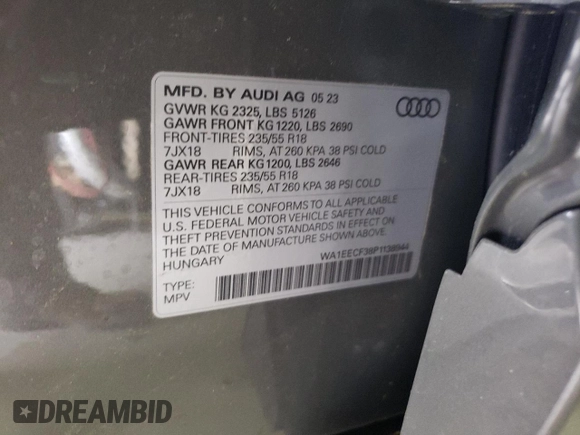 MFD. BY AUDI AG 05 23
GVWR KG 2325, LBS 5126
GAWR FRONT KG 1220, LBS 2690
FRONT-TIRES 235/55 R18
7JX18 RIMS, AT 260 KPA 38 PSI COLD
GAWR REAR KG 1200, LBS 2646
REAR-TIRES 235/55 R18
7JX18 RIMS, AT 260 KPA 38 PSI COLD
THIS VEHICLE CONFORMS TO ALL APPLICABLE
U.S. FEDERAL MOTOR VEHICLE SAFETY AND
THEFT PREVENTION STANDARDS IN EFFECT ON
THE DATE OF MANUFACTURE SHOWN ABOVE
HUNGARY
TYPE:
MPV
DREAMBID